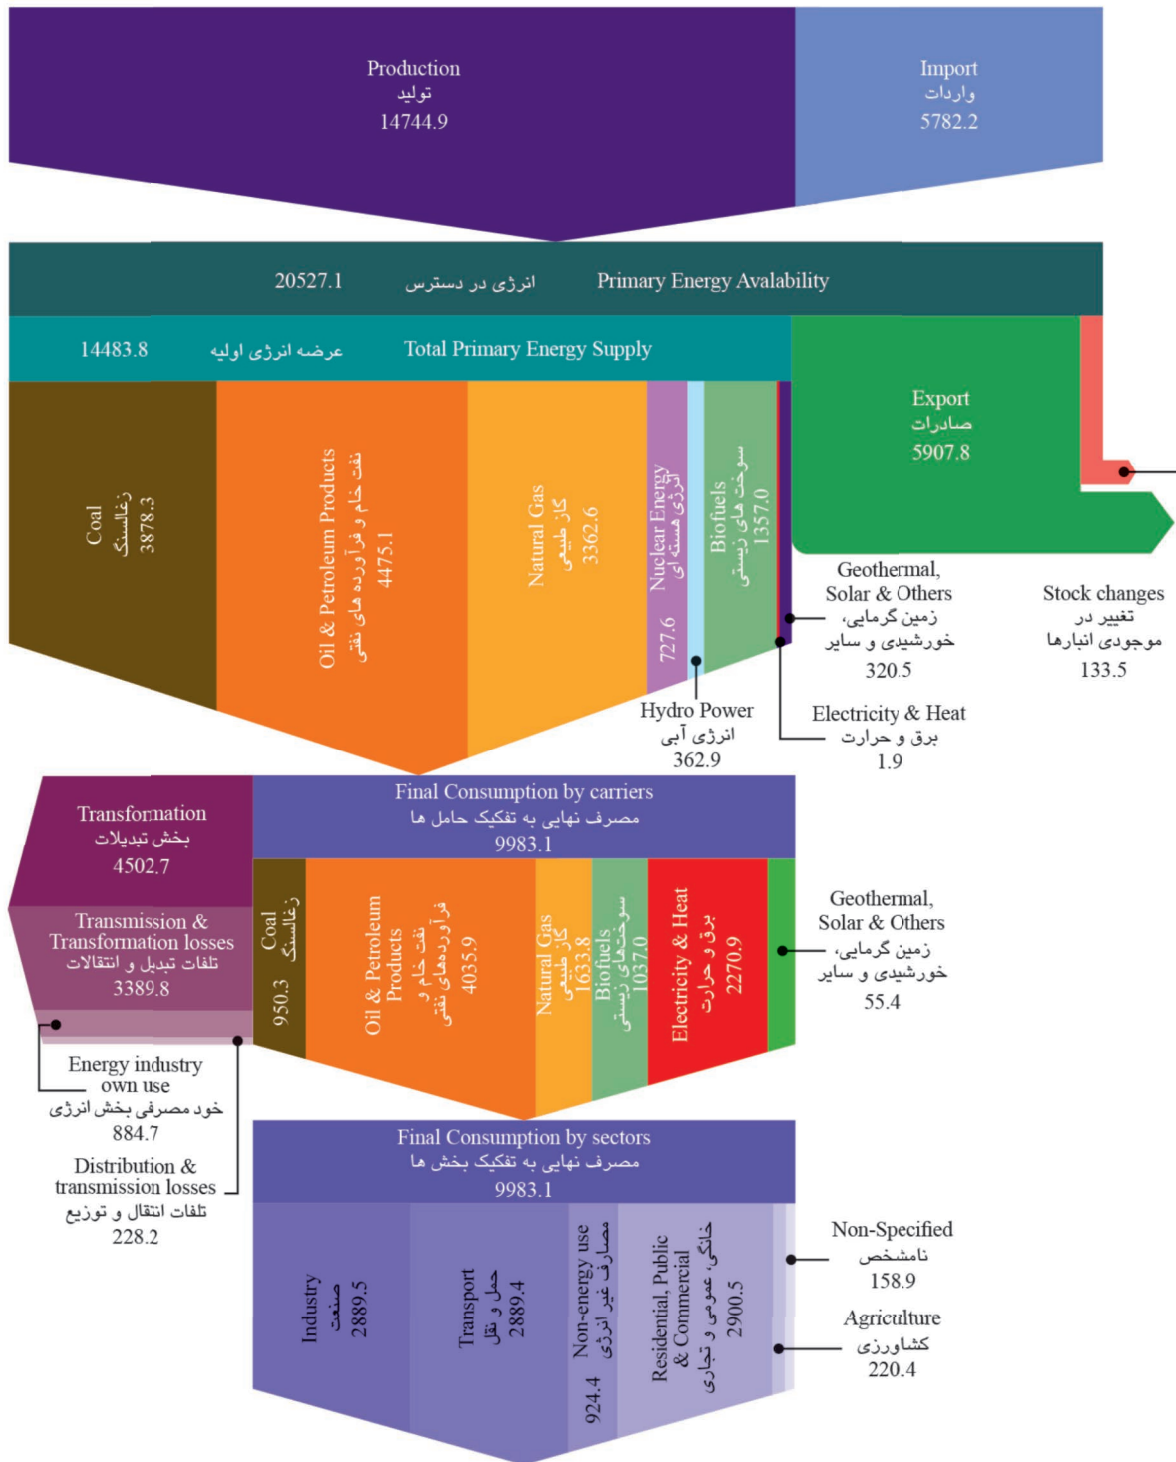 Production
تولید
14744.9
Import
واردات
5782.2
20527.1 انرژی در دسترس Primary Energy Avalability
14483.8 عرضه انرژی اولیه Total Primary Energy Supply
Coal
زغالسنگ
3878.3
Oil & Petroleum Products
نفت خام و فرآورده های نفتی
4475.1
Natural Gas
گاز طبیعی
3362.6
Nuclear Energy
انرژی هسته ای
727.6
Biofuels
سوخت های زیستی
1357.0
Export
صادرات
5907.8
Hydro Power
انرژی آبی
362.9
Geothermal,
Solar & Others
زمین گرمایی،
خورشیدی و سایر
320.5
Electricity & Heat
برق و حرارت
1.9
Stock changes
تغییر در
موجودی انبارها
133.5
Transformation
بخش تبدیلات
4502.7
Transmission &
Transformation losses
تلفات تبدیل و انتقالات
3389.8
Energy industry
own use
خود مصرفی بخش انرژی
884.7
Distribution &
transmission losses
تلفات انتقال و توزیع
228.2
Final Consumption by carriers
مصرف نهایی به تفکیک حامل ها
9983.1
Coal
زغالسنگ
950.3
Oil & Petroleum
Products
نفت خام و
فرآورده‌های نفتی
4035.9
Natural Gas
گاز طبیعی
1633.8
Biofuels
سوخت‌های زیستی
1037.0
Electricity & Heat
برق و حرارت
2270.9
Geothermal,
Solar & Others
زمین گرمایی،
خورشیدی و سایر
55.4
Final Consumption by sectors
مصرف نهایی به تفکیک بخش ها
9983.1
Industry
صنعت
2889.5
Transport
حمل و نقل
2889.4
Non-energy use
مصارف غیر انرژی
924.4
Residential, Public
& Commercial
خانگی، عمومی و تجاری
2900.5
Non-Specified
نامشخص
158.9
Agriculture
کشاورزی
220.4